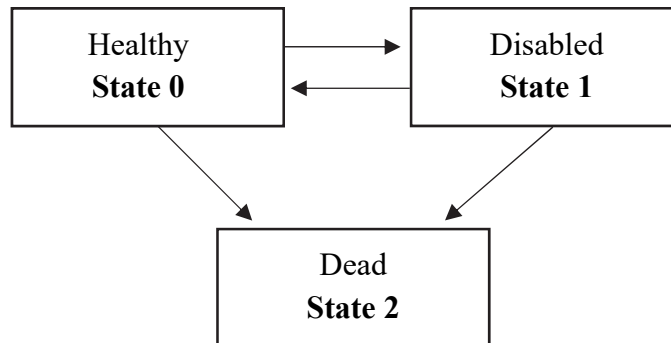 Healthy
State 0
Disabled
State 1
Dead
State 2